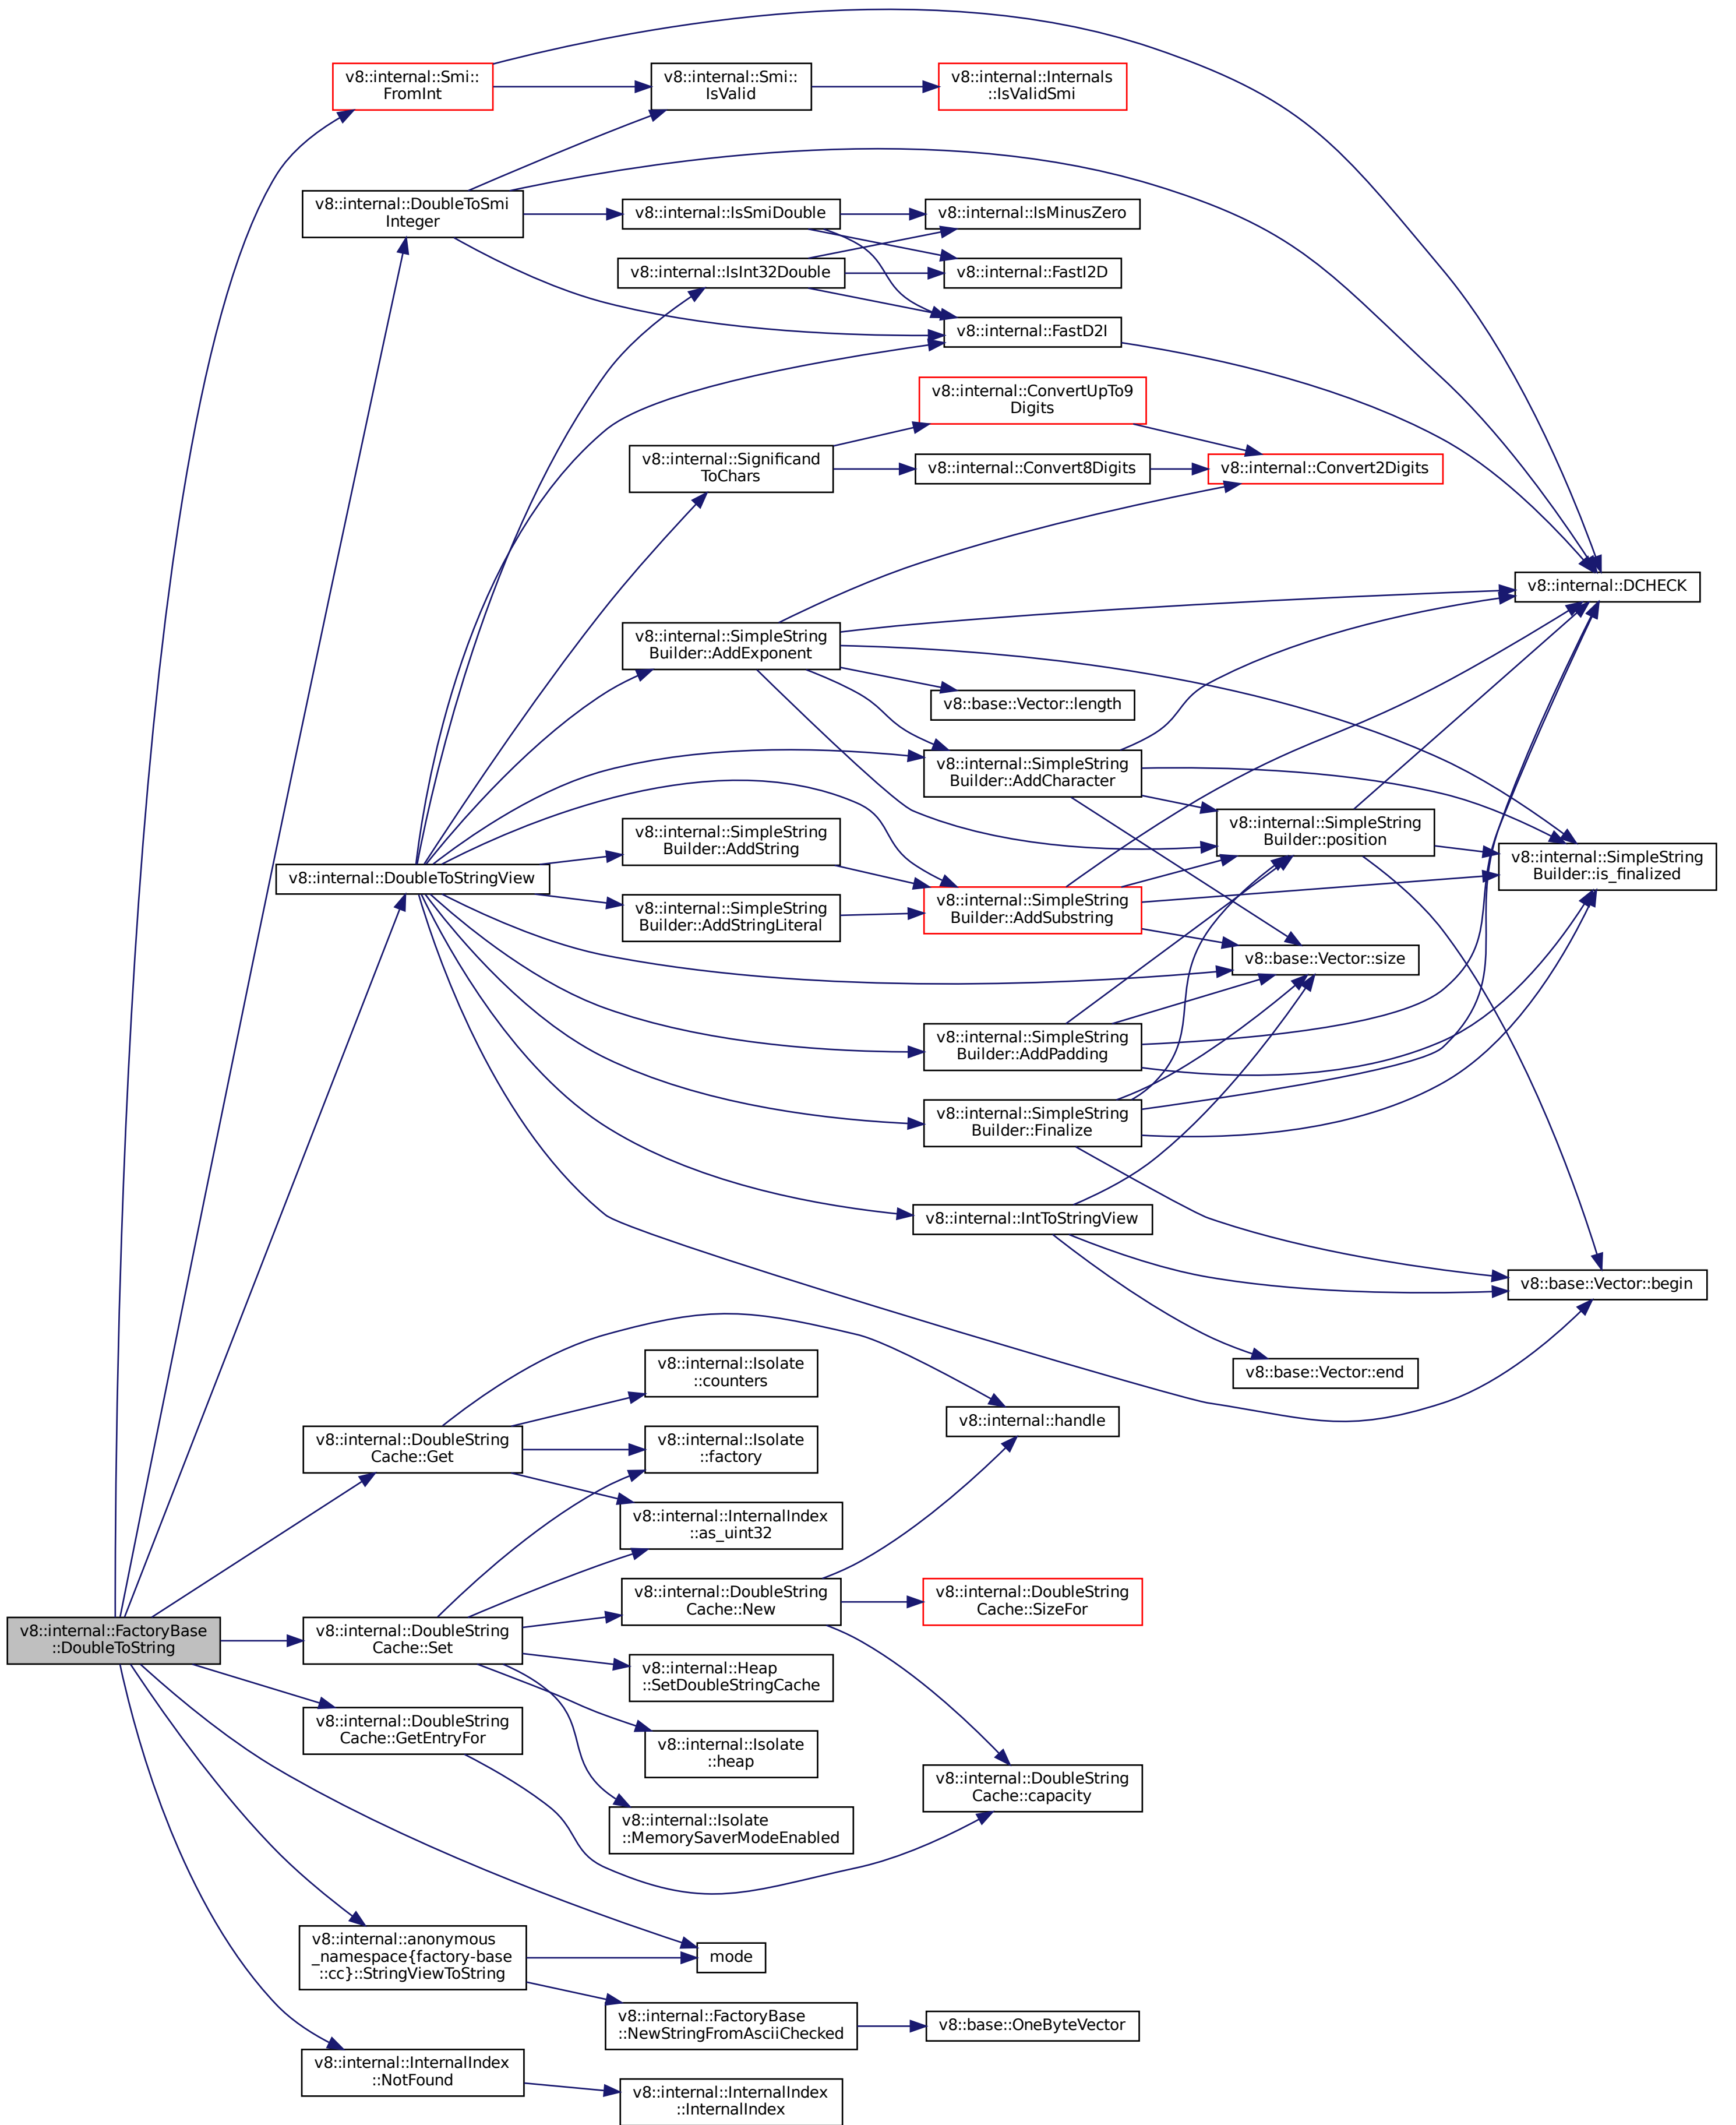 v8::internal::Smi::
FromInt
v8::internal::Smi::
IsValid
v8::internal::Internals
::IsValidSmi
v8::internal::DoubleToSmi
Integer
v8::internal::IsSmiDouble
v8::internal::IsMinusZero
v8::internal::IsInt32Double
v8::internal::FastI2D
v8::internal::FastD2I
v8::internal::ConvertUpTo9
Digits
v8::internal::Significand
ToChars
v8::internal::Convert8Digits
v8::internal::Convert2Digits
v8::internal::DCHECK
v8::internal::SimpleString
Builder::AddExponent
v8::base::Vector::length
v8::internal::SimpleString
Builder::AddCharacter
v8::internal::SimpleString
Builder::position
v8::internal::SimpleString
Builder::AddString
v8::internal::SimpleString
Builder::is_finalized
v8::internal::DoubleToStringView
v8::internal::SimpleString
Builder::AddStringLiteral
v8::internal::SimpleString
Builder::AddSubstring
v8::base::Vector::size
v8::internal::SimpleString
Builder::AddPadding
v8::internal::SimpleString
Builder::Finalize
v8::internal::IntToStringView
v8::base::Vector::begin
v8::base::Vector::end
v8::internal::Isolate
::counters
v8::internal::handle
v8::internal::DoubleString
Cache::Get
v8::internal::Isolate
::factory
v8::internal::InternalIndex
::as_uint32
v8::internal::DoubleString
Cache::New
v8::internal::DoubleString
Cache::SizeFor
v8::internal::FactoryBase
::DoubleToString
v8::internal::DoubleString
Cache::Set
v8::internal::Heap
::SetDoubleStringCache
v8::internal::DoubleString
Cache::GetEntryFor
v8::internal::Isolate
::heap
v8::internal::DoubleString
Cache::capacity
v8::internal::Isolate
::MemorySaverModeEnabled
v8::internal::anonymous
_namespace{factory-base
::cc}::StringViewToString
mode
v8::internal::FactoryBase
::NewStringFromAsciiChecked
v8::base::OneByteVector
v8::internal::InternalIndex
::NotFound
v8::internal::InternalIndex
::InternalIndex